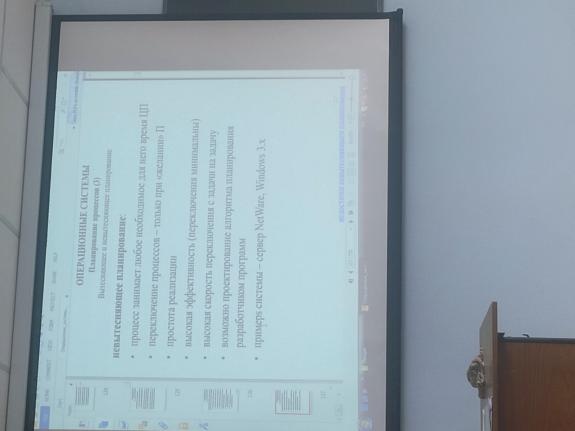 ОПЕРАЦИОННЫЕ СИСТЕМЫ
Планирование процессов (3)
Вытесняющее и невытесняющее планирование
невытесняющее планирование:
• процесс занимает любое необходимое для него время ЦП
• переключение процессов – только при «желании» П
• простота реализации
• высокая эффективность (переключения минимальны)
• высокая скорость переключения с задачи на задачу
• возможно проектирование алгоритма планирования
разработчиком программ
• примеры системы – сервер NetWare, Windows 3.x